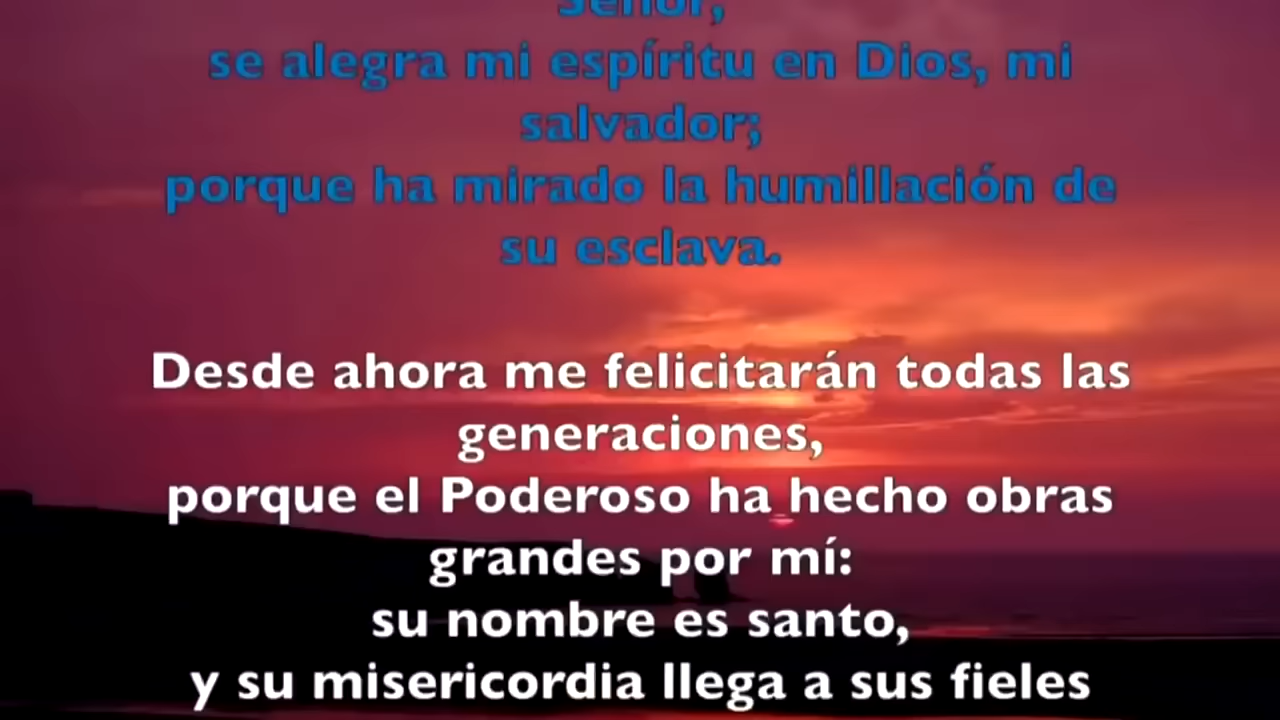 Señor,
se alegra mi espíritu en Dios, mi
salvador;
porque ha mirado la humillación de
su esclava.
Desde ahora me felicitarán todas las
generaciones,
porque el Poderoso ha hecho obras
grandes por mí:
su nombre es santo,
y su misericordia llega a sus fieles